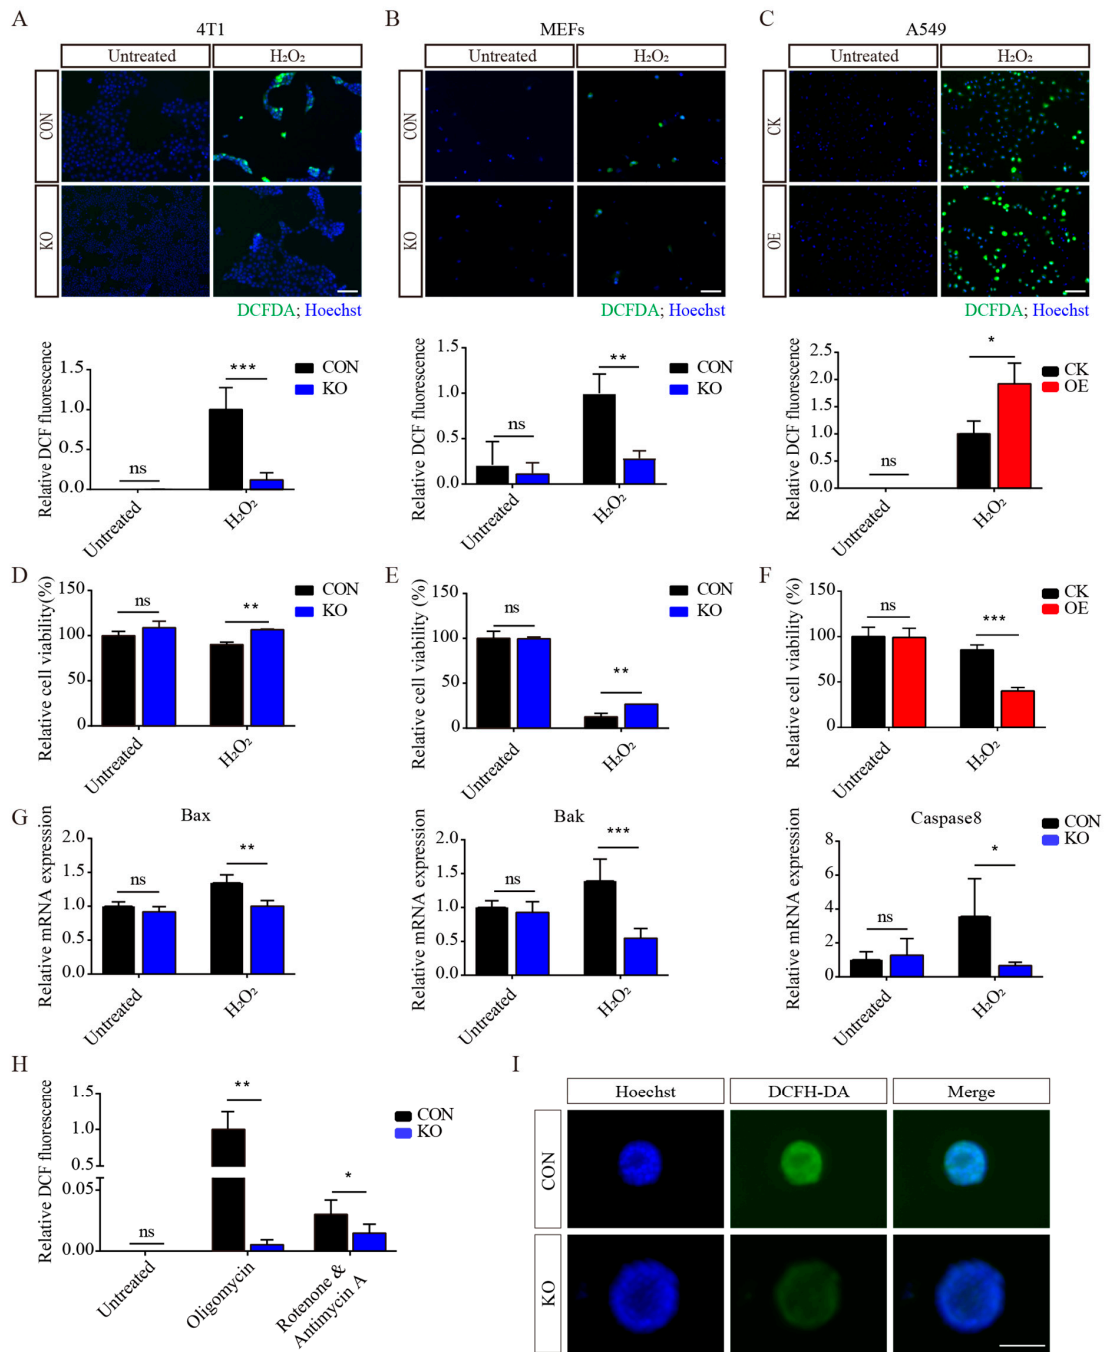 A
4T1
Untreated
H₂O₂
CON
KO
DCFDA; Hoechst
B
MEFs
Untreated
H₂O₂
CON
KO
DCFDA; Hoechst
C
A549
Untreated
H₂O₂
CK
OE
DCFDA; Hoechst
Relative DCF fluorescence
1.5
1.0
0.5
0.0
ns
***
CON
KO
Untreated
H₂O₂
Relative DCF fluorescence
1.5
1.0
0.5
0.0
ns
**
CON
KO
Untreated
H₂O₂
Relative DCF fluorescence
2.5
2.0
1.5
1.0
0.5
0.0
ns
*
CK
OE
Untreated
H₂O₂
D
Relative cell viability(%)
150
100
50
0
ns
**
CON
KO
Untreated
H₂O₂
E
Relative cell viability(%)
150
100
50
0
ns
**
CON
KO
Untreated
H₂O₂
F
Relative cell viability (%)
150
100
50
0
ns
***
CK
OE
Untreated
H₂O₂
G
Bax
Relative mRNA expression
2.0
1.5
1.0
0.5
0.0
ns
**
Untreated
H₂O₂
Bak
Relative mRNA expression
2.0
1.5
1.0
0.5
0.0
ns
***
Untreated
H₂O₂
Caspase8
Relative mRNA expression
8
6
4
2
0
ns
*
CON
KO
Untreated
H₂O₂
H
Relative DCF fluorescence
1.5
1.0
0.5
0.05
0.00
ns
**
*
CON
KO
Untreated
Oligomycin
Rotenone &
Antimycin A
I
Hoechst
DCFH-DA
Merge
CON
KO